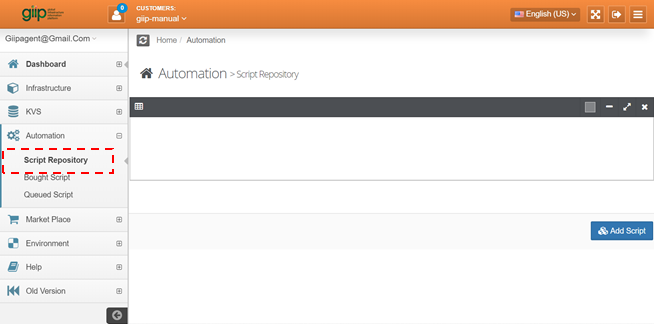 giip
0
CUSTOMERS:
giip-manual
English (US)
Giipagent@Gmail.Com
Home / Automation
Dashboard
Automation > Script Repository
Infrastructure
KVS
Automation
Script Repository
Bought Script
Queued Script
Market Place
Add Script
Environment
Help
Old Version